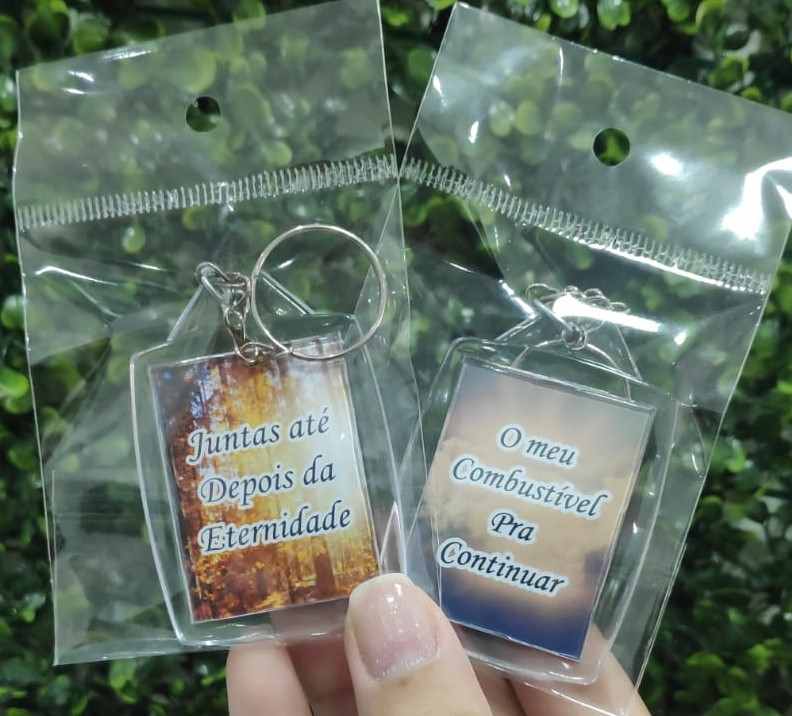 Juntas até
Depois da
Eternidade
O meu
Combustível
Pra
Continuar